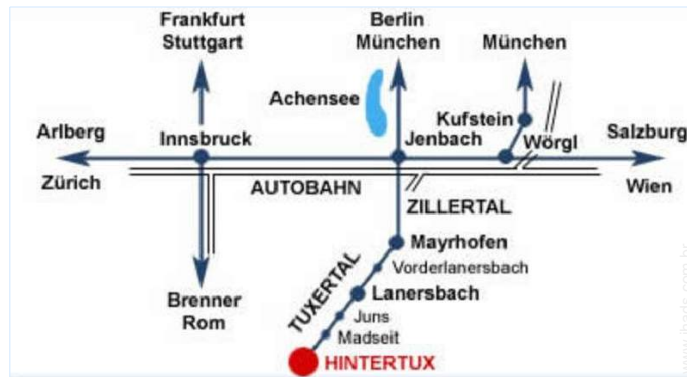 Frankfurt
Stuttgart
Berlin
München
München
Achensee
Kufstein
Arlberg
Innsbruck
Jenbach
Wörgl
Salzburg
Zürich
AUTOBAHN
Wien
ZILLERTAL
Mayrhofen
Vorderlanersbach
TUXERTAL
Lanersbach
Brenner
Rom
Juns
Madseit
HINTERTUX